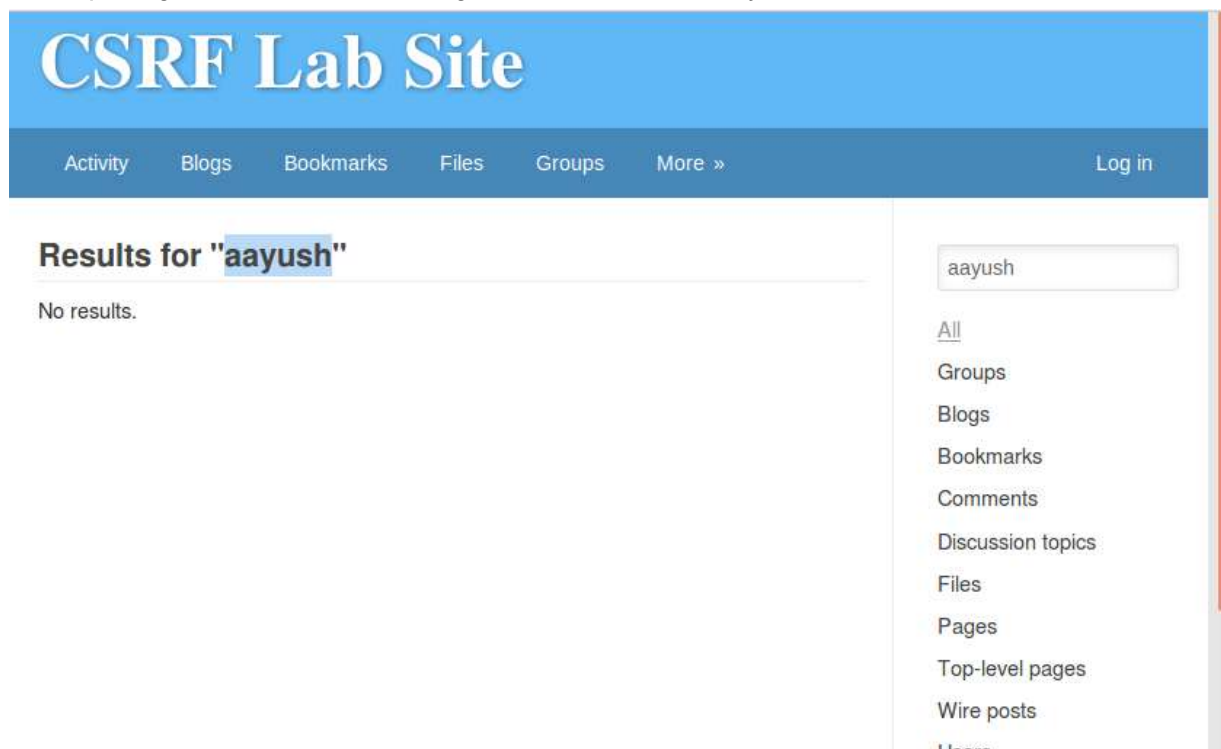 CSRF Lab Site
Activity Blogs Bookmarks Files Groups More » Log in
Results for "aayush"
No results.
aayush
All
Groups
Blogs
Bookmarks
Comments
Discussion topics
Files
Pages
Top-level pages
Wire posts